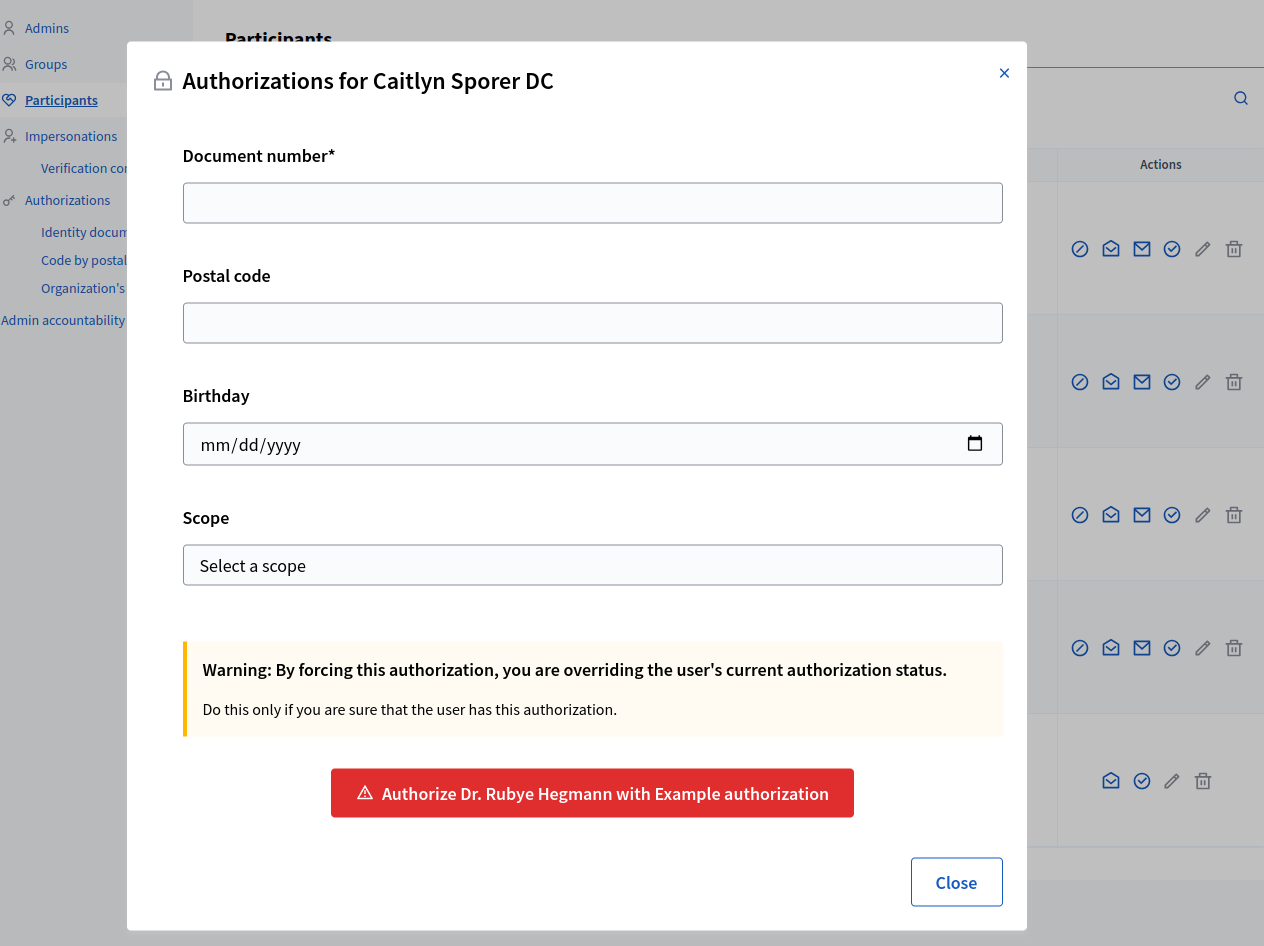 Admins
Groups
Participants
Impersonations
Verification
Authorizations
Identity
Code by postal
Organization's
Admin accountability
Participants
Actions
Authorizations for Caitlyn Sporer DC
Document number*
Postal code
Birthday
mm/dd/yyyy
Scope
Select a scope
Warning: By forcing this authorization, you are overriding the user's current authorization status.
Do this only if you are sure that the user has this authorization.
Authorize Dr. Rubye Hegmann with Example authorization
Close